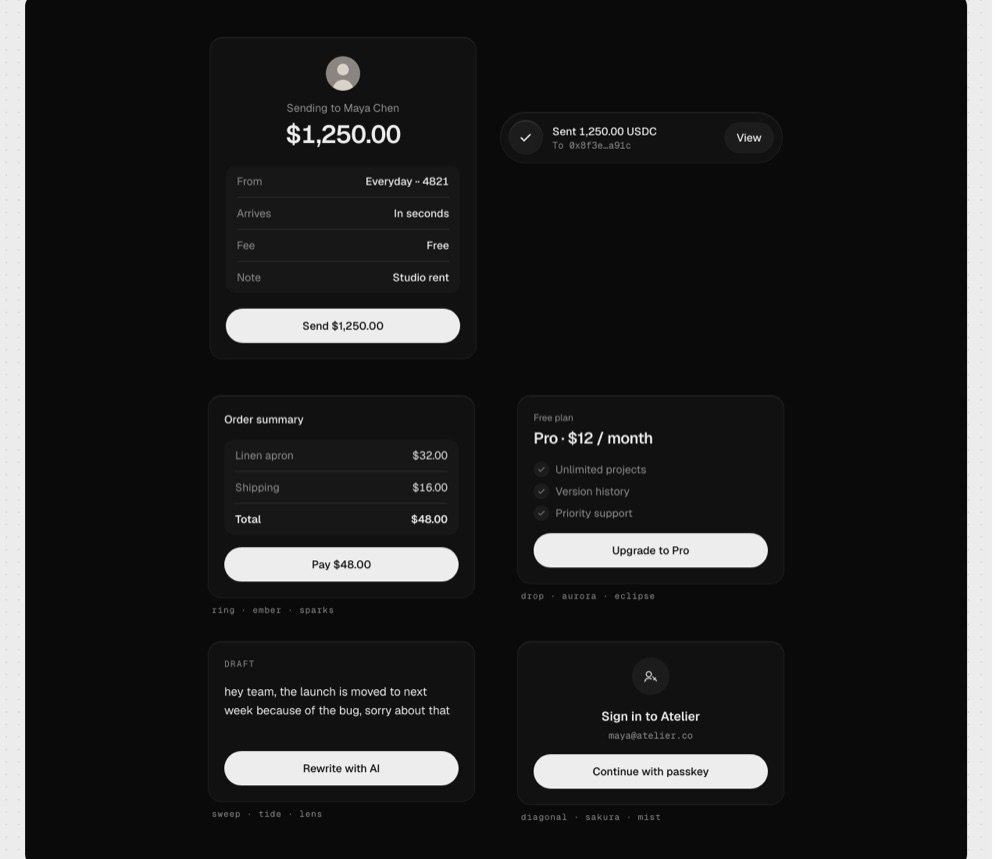 Sending to Maya Chen
$1,250.00
From Everyday ·· 4821
Arrives In seconds
Fee Free
Note Studio rent
Send $1,250.00
Sent 1,250.00 USDC
To 0x8f3e…a91c
View
Order summary
Linen apron $32.00
Shipping $16.00
Total $48.00
Pay $48.00
ring · ember · sparks
Free plan
Pro · $12 / month
Unlimited projects
Version history
Priority support
Upgrade to Pro
drop · aurora · eclipse
DRAFT
hey team, the launch is moved to next
week because of the bug, sorry about that
Rewrite with AI
sweep · tide · lens
Sign in to Atelier
maya@atelier.co
Continue with passkey
diagonal · sakura · mist